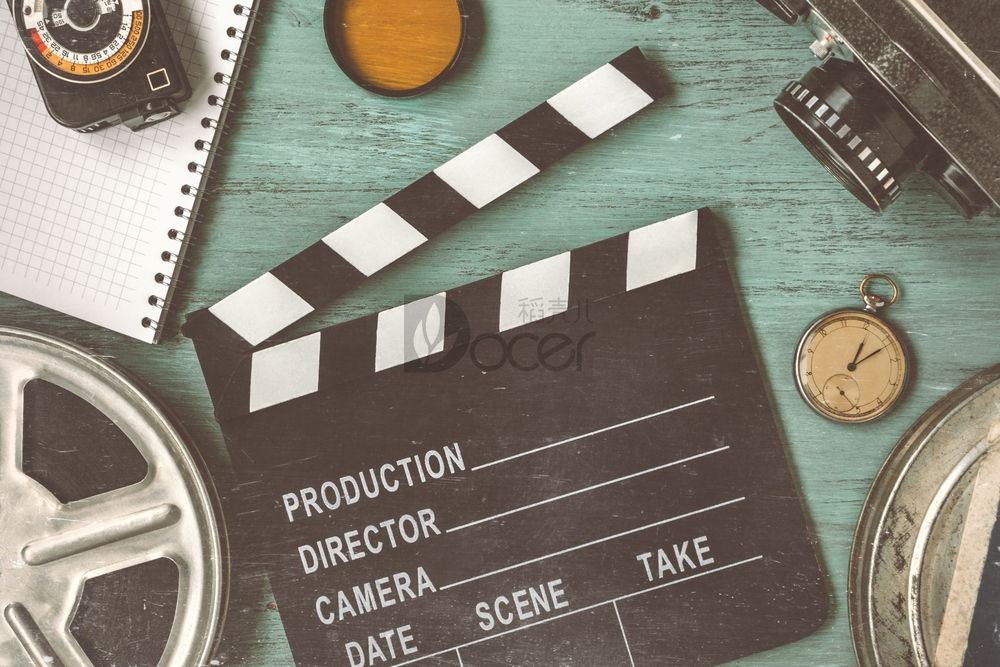 稻壳儿
Docer
PRODUCTION
DIRECTOR
CAMERA
DATE SCENE TAKE